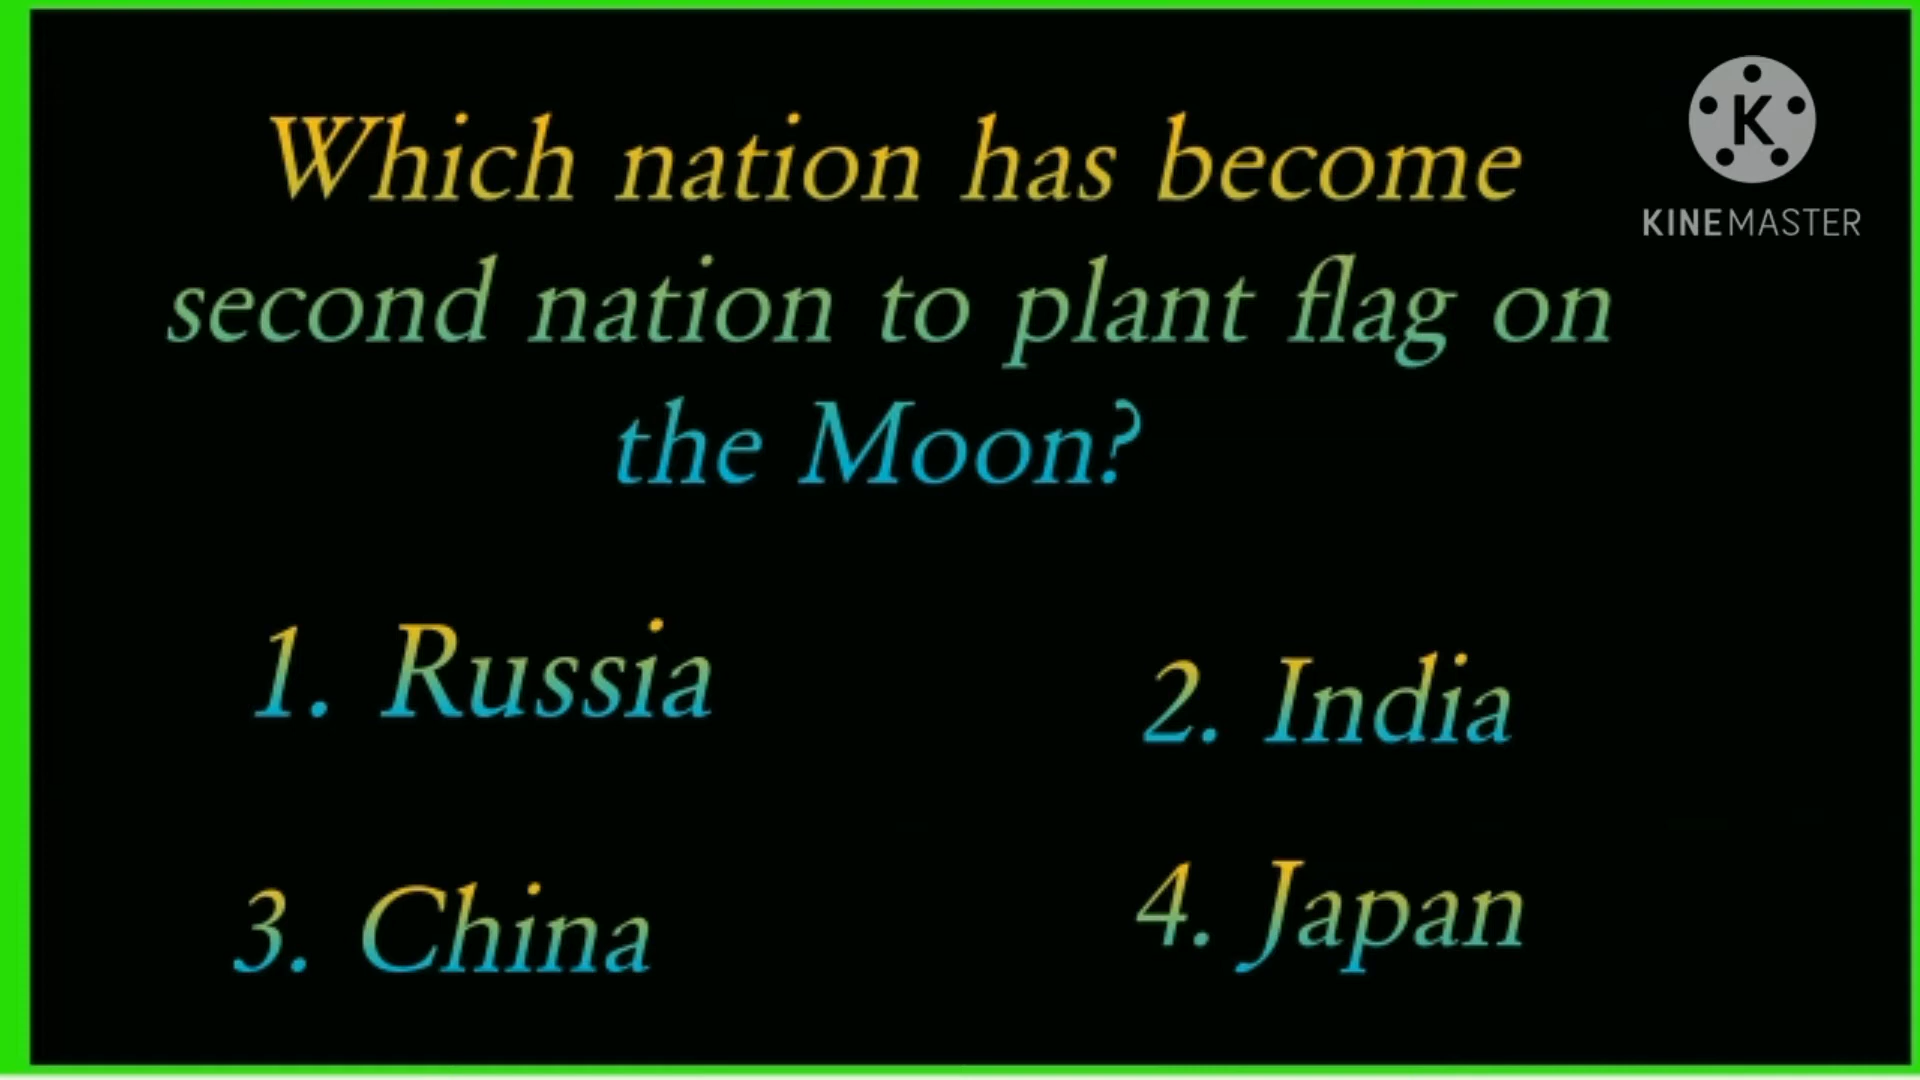 Which nation has become
second nation to plant flag on
the Moon?
K
KINEMASTER
1. Russia
2. India
3. China
4. Japan